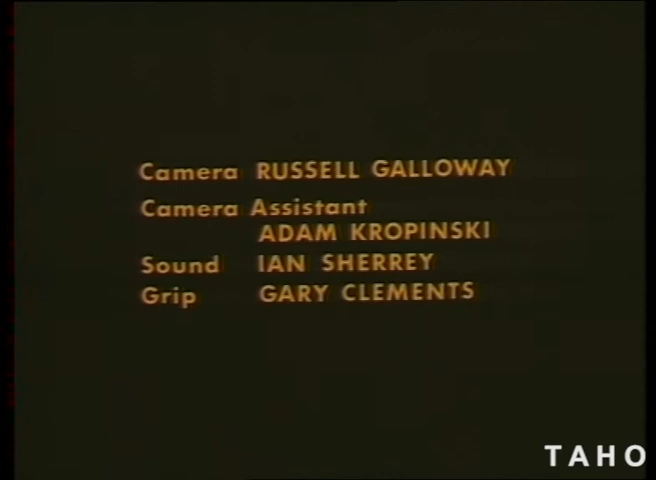 Camera RUSSELL GALLOWAY
Camera Assistant
ADAM KROPINSKI
Sound IAN SHERREY
Grip GARY CLEMENTS
TAHO